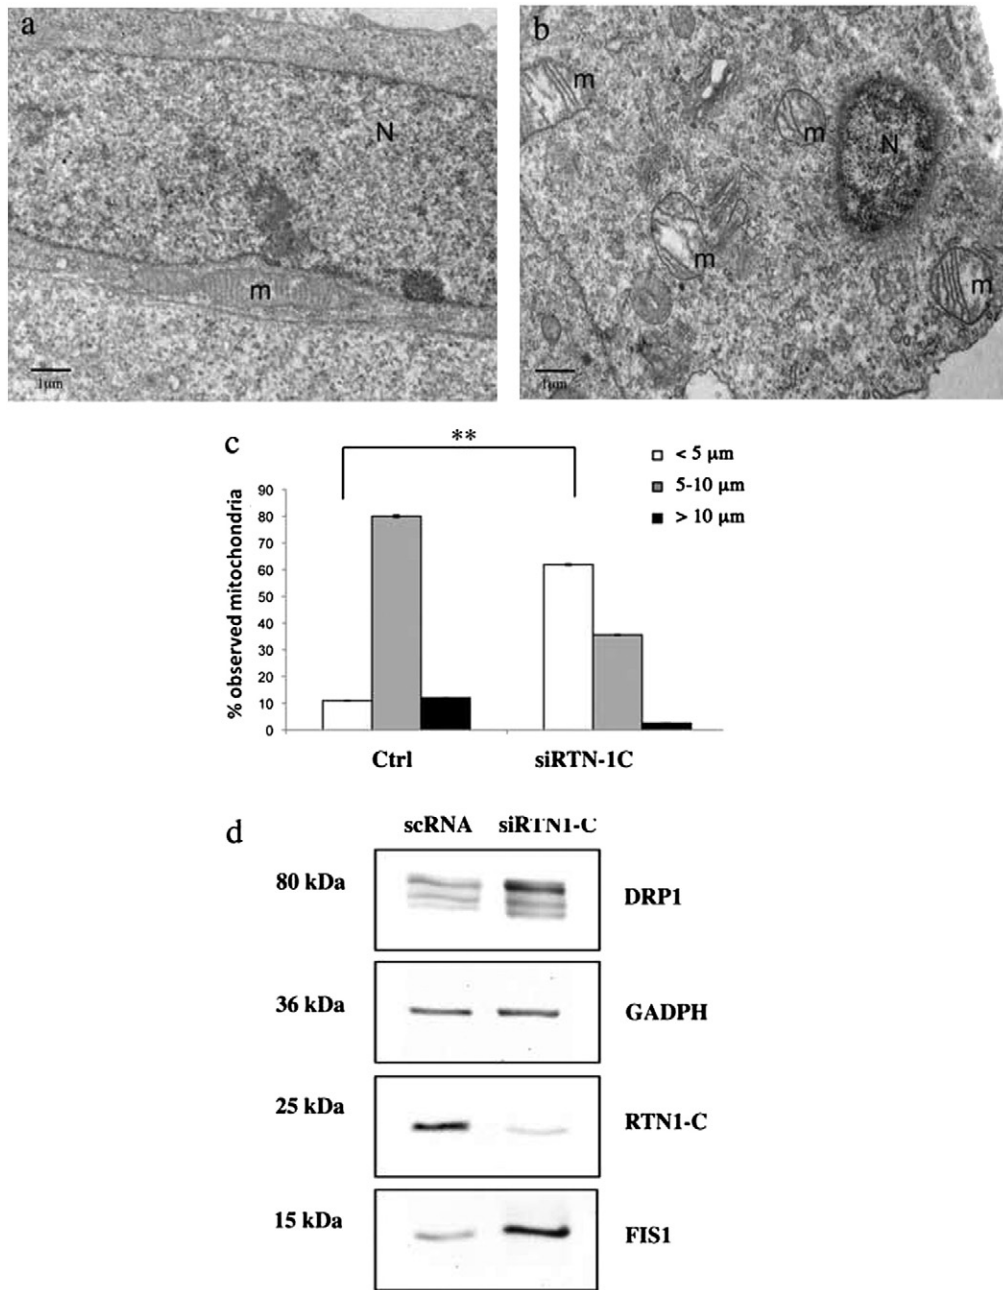 a
N
m
1µm
b
m
m
N
m
m
1µm
c
**
< 5 µm
5-10 µm
> 10 µm
% observed mitochondria
90
80
70
60
50
40
30
20
10
0
Ctrl
siRTN-1C
d
scRNA siRTN1-C
80 kDa
DRP1
36 kDa
GADPH
25 kDa
RTN1-C
15 kDa
FIS1